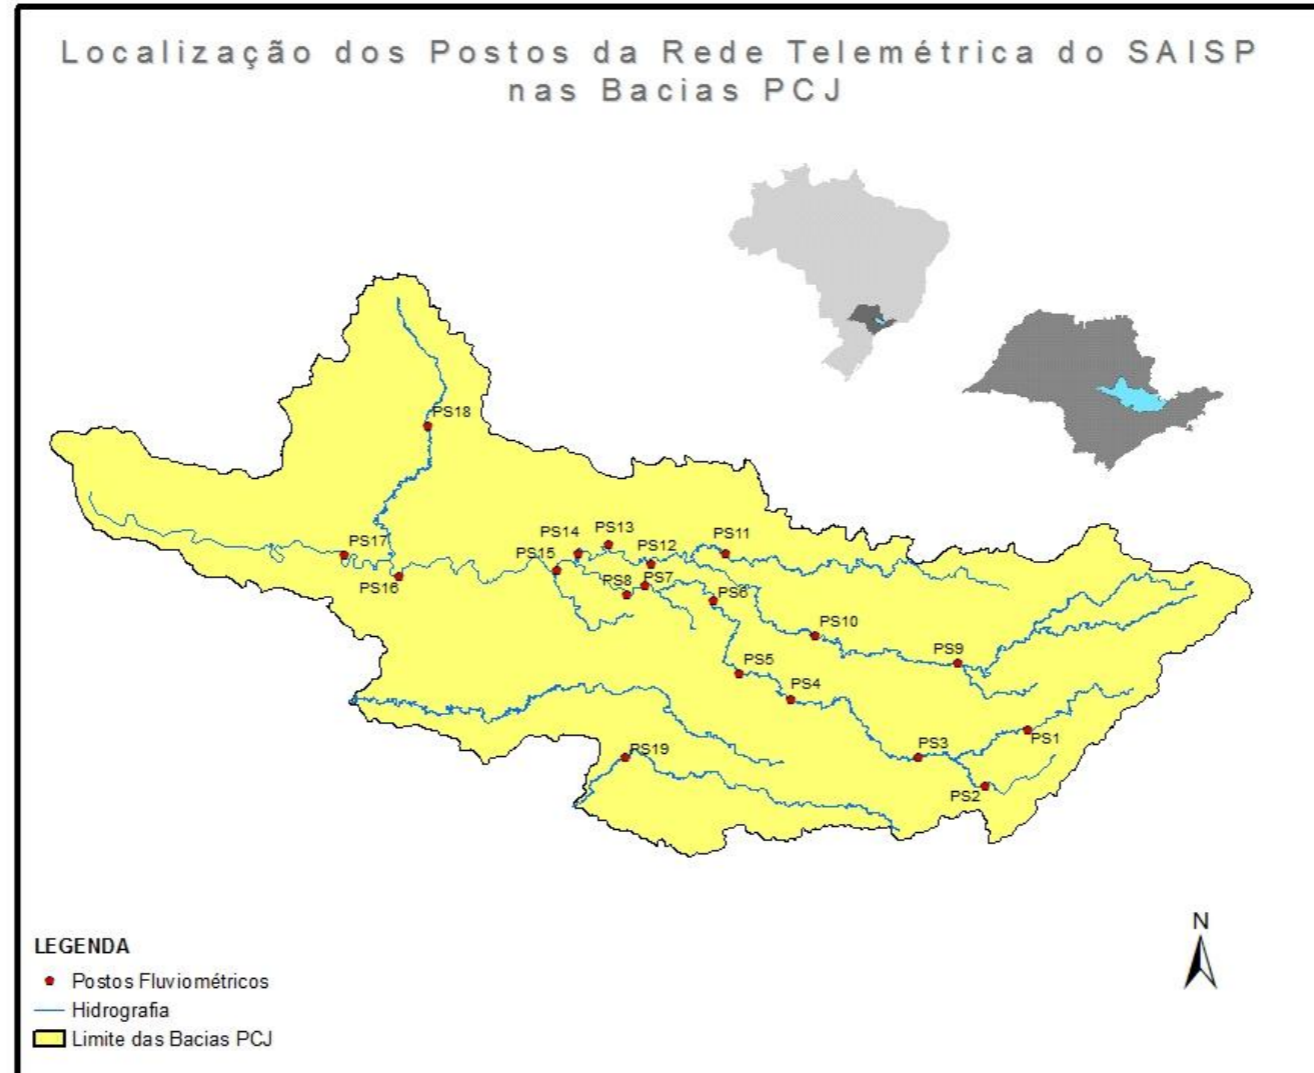 Localização dos Postos da Rede Telemétrica do SAISP
nas Bacias PCJ
PS18
PS17
PS16
PS15
PS14
PS13
PS12
PS11
PS8
PS7
PS6
PS10
PS9
PS5
PS4
PS3
PS1
PS2
PS19
N
LEGENDA
Postos Fluviométricos
Hidrografia
Limite das Bacias PCJ